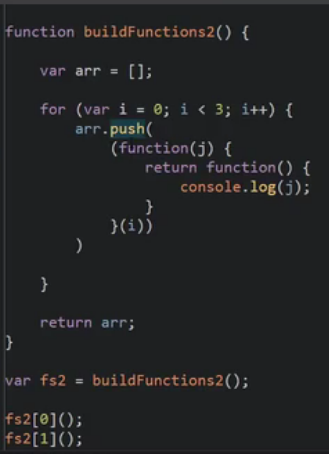 function buildFunctions2() {
var arr = [];
for (var i = 0; i < 3; i++) {
arr.push(
(function(j) {
return function() {
console.log(j);
}
}(i))
)
}
return arr;
}
var fs2 = buildFunctions2();
fs2[0]();
fs2[1]();